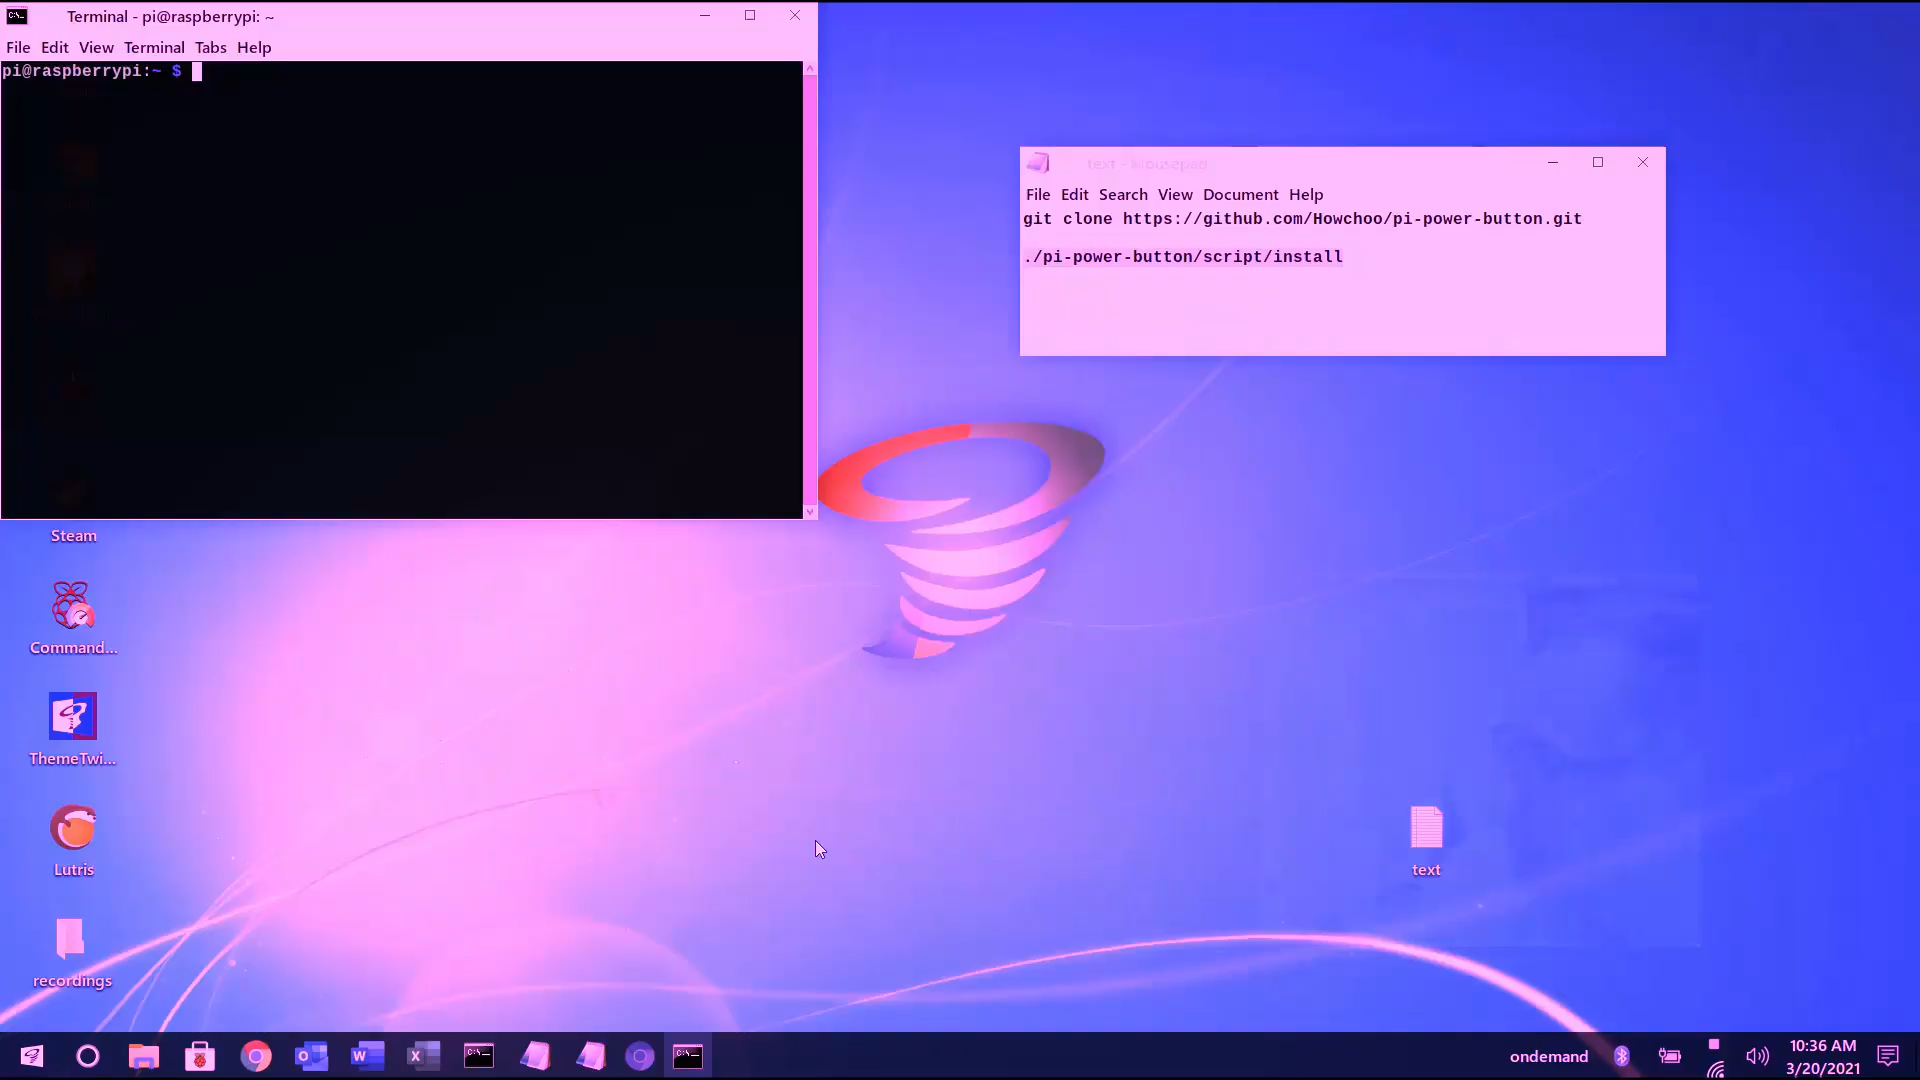 Terminal - pi@raspberrypi: ~
File Edit View Terminal Tabs Help
pi@raspberrypi:~ $
text - Mousepad
File Edit Search View Document Help
git clone https://github.com/Howchoo/pi-power-button.git
./pi-power-button/script/install
Steam
Command...
ThemeTwi...
Lutris
recordings
text
ondemand
10:36 AM
3/20/2021